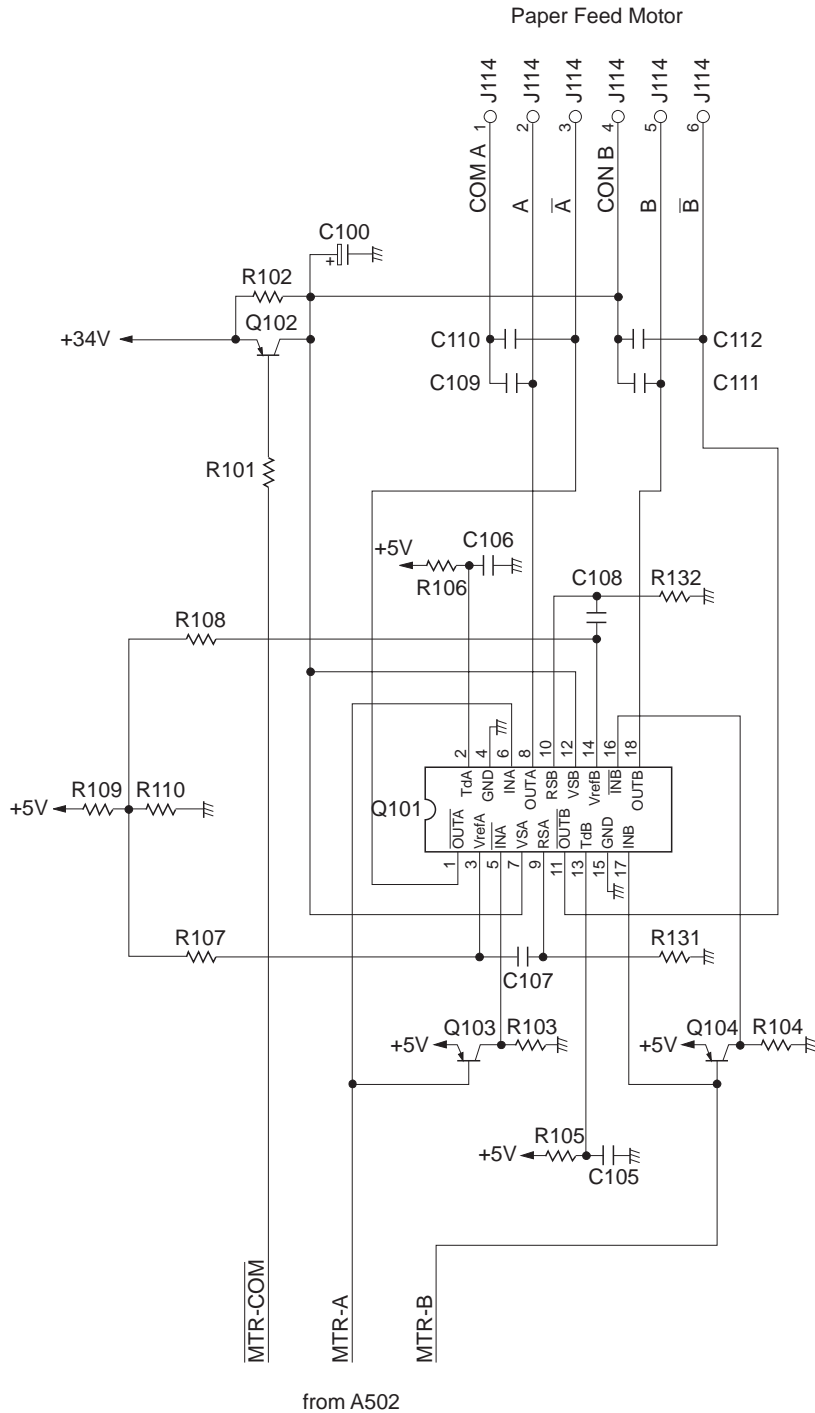 Paper Feed Motor
J114
J114
J114
J114
J114
J114
1
2
3
4
5
6
COM A
A
A
CON B
B
B
C100
R102
Q102
+34V
C110
C112
C109
C111
R101
C106
+5V
R106
C108
R132
R108
2
4
6
8
10
12
14
16
18
TdA
GND
INA
OUTA
RSB
VSB
VrefB
INB
OUTB
R109
R110
+5V
Q101
OUTA
VrefA
INA
VSA
RSA
OUTB
TdB
GND
INB
1
3
5
7
9
11
13
15
17
R107
C107
R131
Q103
R103
+5V
Q104
R104
+5V
R105
+5V
C105
MTR-COM
MTR-A
MTR-B
from A502